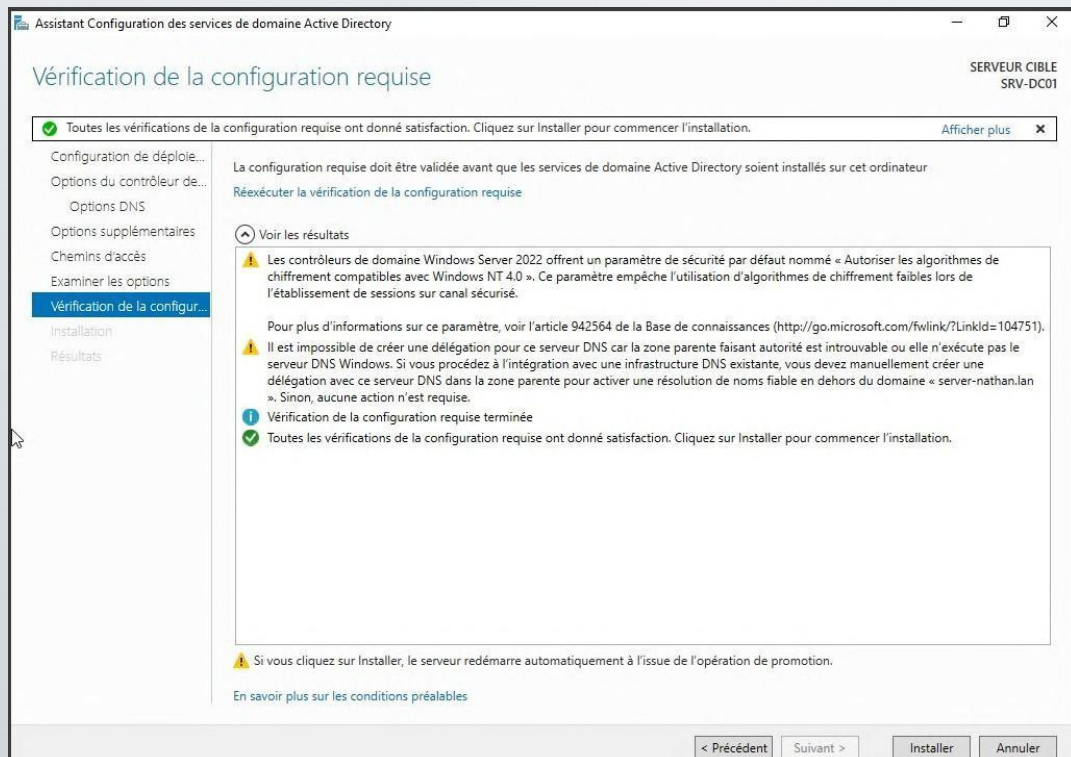 Assistant Configuration des services de domaine Active Directory
Vérification de la configuration requise
SERVEUR CIBLE
SRV-DC01
Toutes les vérifications de la configuration requise ont donné satisfaction. Cliquez sur Installer pour commencer l'installation.
Afficher plus
Configuration de déploie...
Options du contrôleur de...
Options DNS
Options supplémentaires
Chemins d'accès
Examiner les options
Vérification de la configur...
Installation
Résultats
La configuration requise doit être validée avant que les services de domaine Active Directory soient installés sur cet ordinateur
Réexécuter la vérification de la configuration requise
Voir les résultats
Les contrôleurs de domaine Windows Server 2022 offrent un paramètre de sécurité par défaut nommé « Autoriser les algorithmes de
chiffrement compatibles avec Windows NT 4.0 ». Ce paramètre empêche l'utilisation d'algorithmes de chiffrement faibles lors de
l'établissement de sessions sur canal sécurisé.
Pour plus d'informations sur ce paramètre, voir l'article 942564 de la Base de connaissances (http://go.microsoft.com/fwlink/?LinkId=104751).
Il est impossible de créer une délégation pour ce serveur DNS car la zone parente faisant autorité est introuvable ou elle n'exécute pas le
serveur DNS Windows. Si vous procédez à l'intégration avec une infrastructure DNS existante, vous devez manuellement créer une
délégation avec ce serveur DNS dans la zone parente pour activer une résolution de noms fiable en dehors du domaine « server-nathan.lan
». Sinon, aucune action n'est requise.
Vérification de la configuration requise terminée
Toutes les vérifications de la configuration requise ont donné satisfaction. Cliquez sur Installer pour commencer l'installation.
Si vous cliquez sur Installer, le serveur redémarre automatiquement à l'issue de l'opération de promotion.
En savoir plus sur les conditions préalables
< Précédent
Suivant >
Installer
Annuler